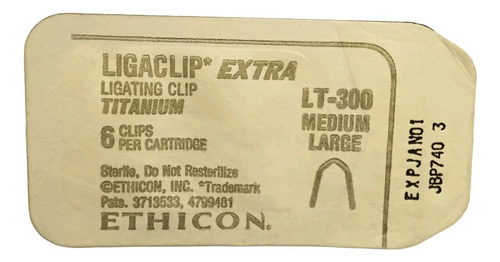 LIGACLIP* EXTRA
LIGATING CLIP
TITANIUM
6 CLIPS
PER CARTRIDGE
LT-300
MEDIUM
LARGE
Sterile, Do Not Resterilize
©ETHICON, INC. *Trademark
Pats. 3713533, 4799481
ETHICON.
EXPJAN01
JBP740 3